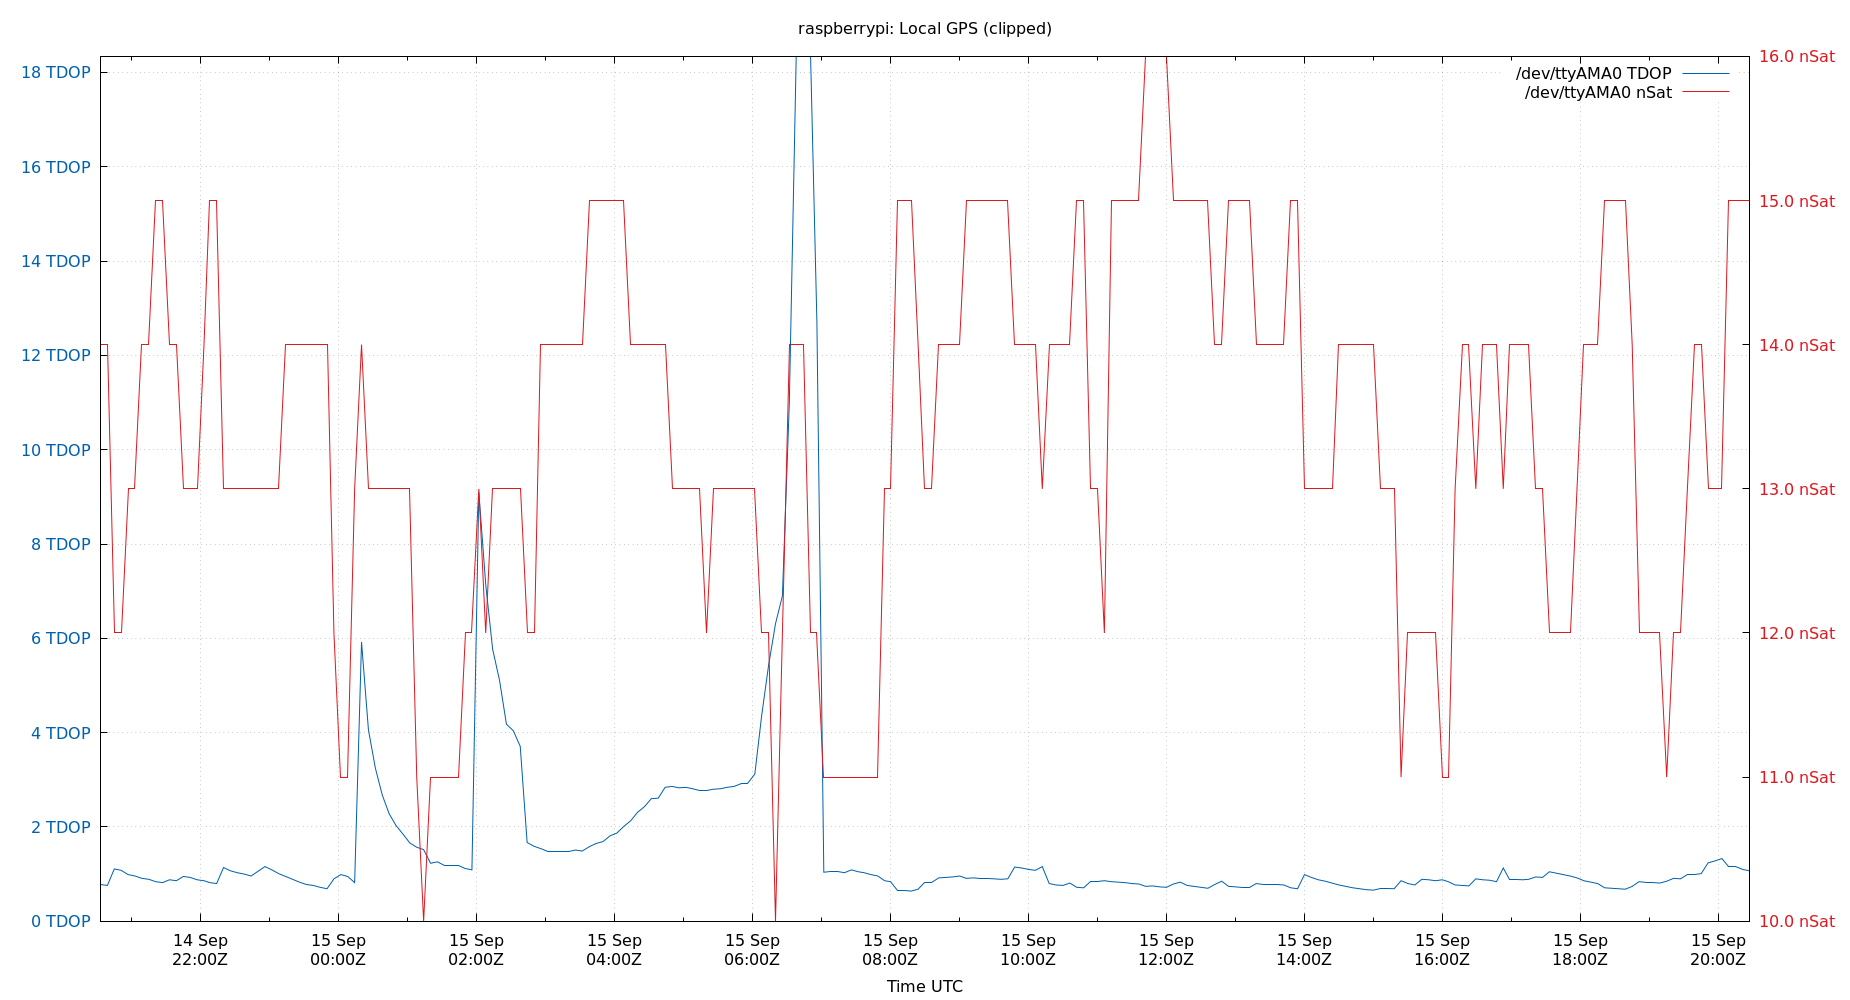 raspberrypi: Local GPS (clipped)
/dev/ttyAMA0 TDOP
/dev/ttyAMA0 nSat
18 TDOP
16 TDOP
14 TDOP
12 TDOP
10 TDOP
8 TDOP
6 TDOP
4 TDOP
2 TDOP
0 TDOP
16.0 nSat
15.0 nSat
14.0 nSat
13.0 nSat
12.0 nSat
11.0 nSat
10.0 nSat
14 Sep
22:00Z
15 Sep
00:00Z
15 Sep
02:00Z
15 Sep
04:00Z
15 Sep
06:00Z
15 Sep
08:00Z
15 Sep
10:00Z
15 Sep
12:00Z
15 Sep
14:00Z
15 Sep
16:00Z
15 Sep
18:00Z
15 Sep
20:00Z
Time UTC